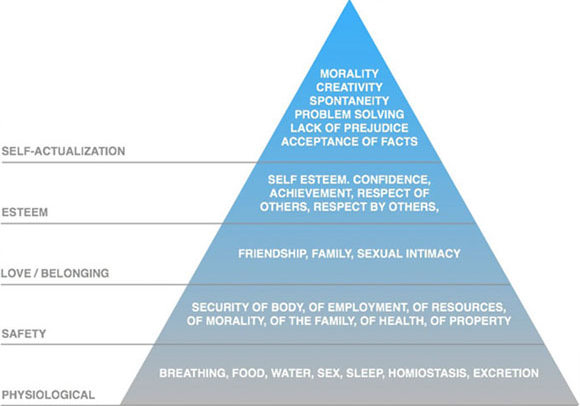 MORALITY
CREATIVITY
SPONTANEITY
PROBLEM SOLVING
LACK OF PREJUDICE
ACCEPTANCE OF FACTS
SELF-ACTUALIZATION
SELF ESTEEM. CONFIDENCE,
ACHIEVEMENT, RESPECT OF
OTHERS, RESPECT BY OTHERS,
ESTEEM
FRIENDSHIP, FAMILY, SEXUAL INTIMACY
LOVE / BELONGING
SECURITY OF BODY, OF EMPLOYMENT, OF RESOURCES,
OF MORALITY, OF THE FAMILY, OF HEALTH, OF PROPERTY
SAFETY
BREATHING, FOOD, WATER, SEX, SLEEP, HOMIOSTASIS, EXCRETION
PHYSIOLOGICAL